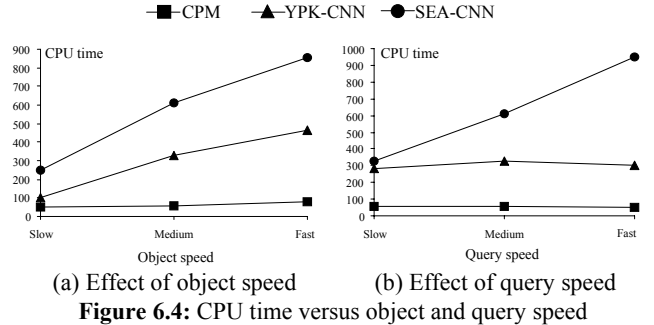 CPM YPK-CNN SEA-CNN
CPU time
900
800
700
600
500
400
300
200
100
0
Slow Medium Fast
Object speed
CPU time
1000
900
800
700
600
500
400
300
200
100
0
Slow Medium Fast
Query speed
(a) Effect of object speed (b) Effect of query speed
Figure 6.4: CPU time versus object and query speed